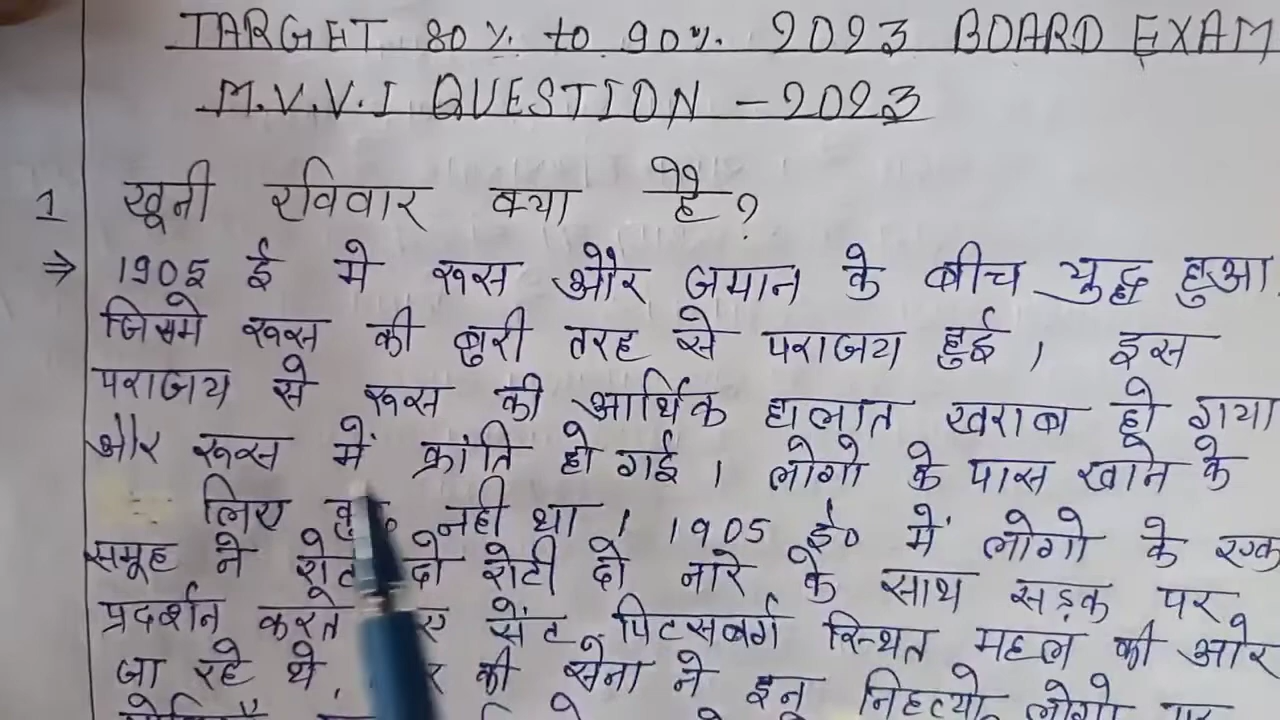 TARGET 80% to 90% 2023 BOARD EXAM
M.V.V.I QUESTION - 2023
1 खूनी रविवार क्या है ?
⇒ 1905 ई मे रूस और जमान के बीच युद्ध हुआ
जिसमे रूस की बुरी तरह से पराजय हुई । इस
पराजय से रूस की आर्थिक हालात खराब हो गया
और रूस में क्रांति हो गई । लोगो के पास खाने के
लिए नही था । 1905 ई० में लोगो के एक
समूह ने दो रोटी दो नारे के साथ सड़क पर
प्रदर्शन करते सेंट पिटसबर्ग स्थित महल की ओर
जा रहे थे की सेना ने इन निहत्यो लोगो